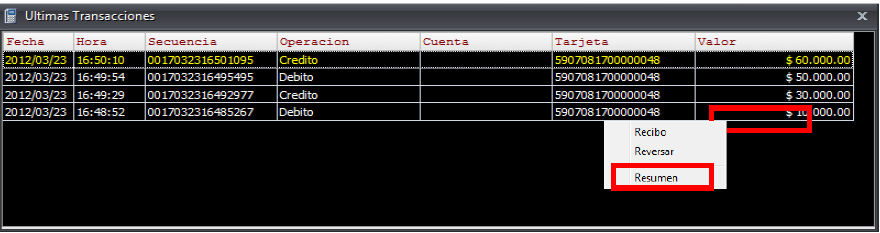 Ultimas Transacciones
Fecha Hora Secuencia Operacion Cuenta Tarjeta Valor
2012/03/23 16:50:10 0017032316501095 Credito 5907081700000048 $ 60.000.00
2012/03/23 16:49:54 0017032316495495 Debito 5907081700000048 $ 50.000.00
2012/03/23 16:49:29 0017032316492977 Credito 5907081700000048 $ 30.000.00
2012/03/23 16:48:52 0017032316485267 Debito 5907081700000048 $ 10.000.00
Recibo
Reversar
Resumen